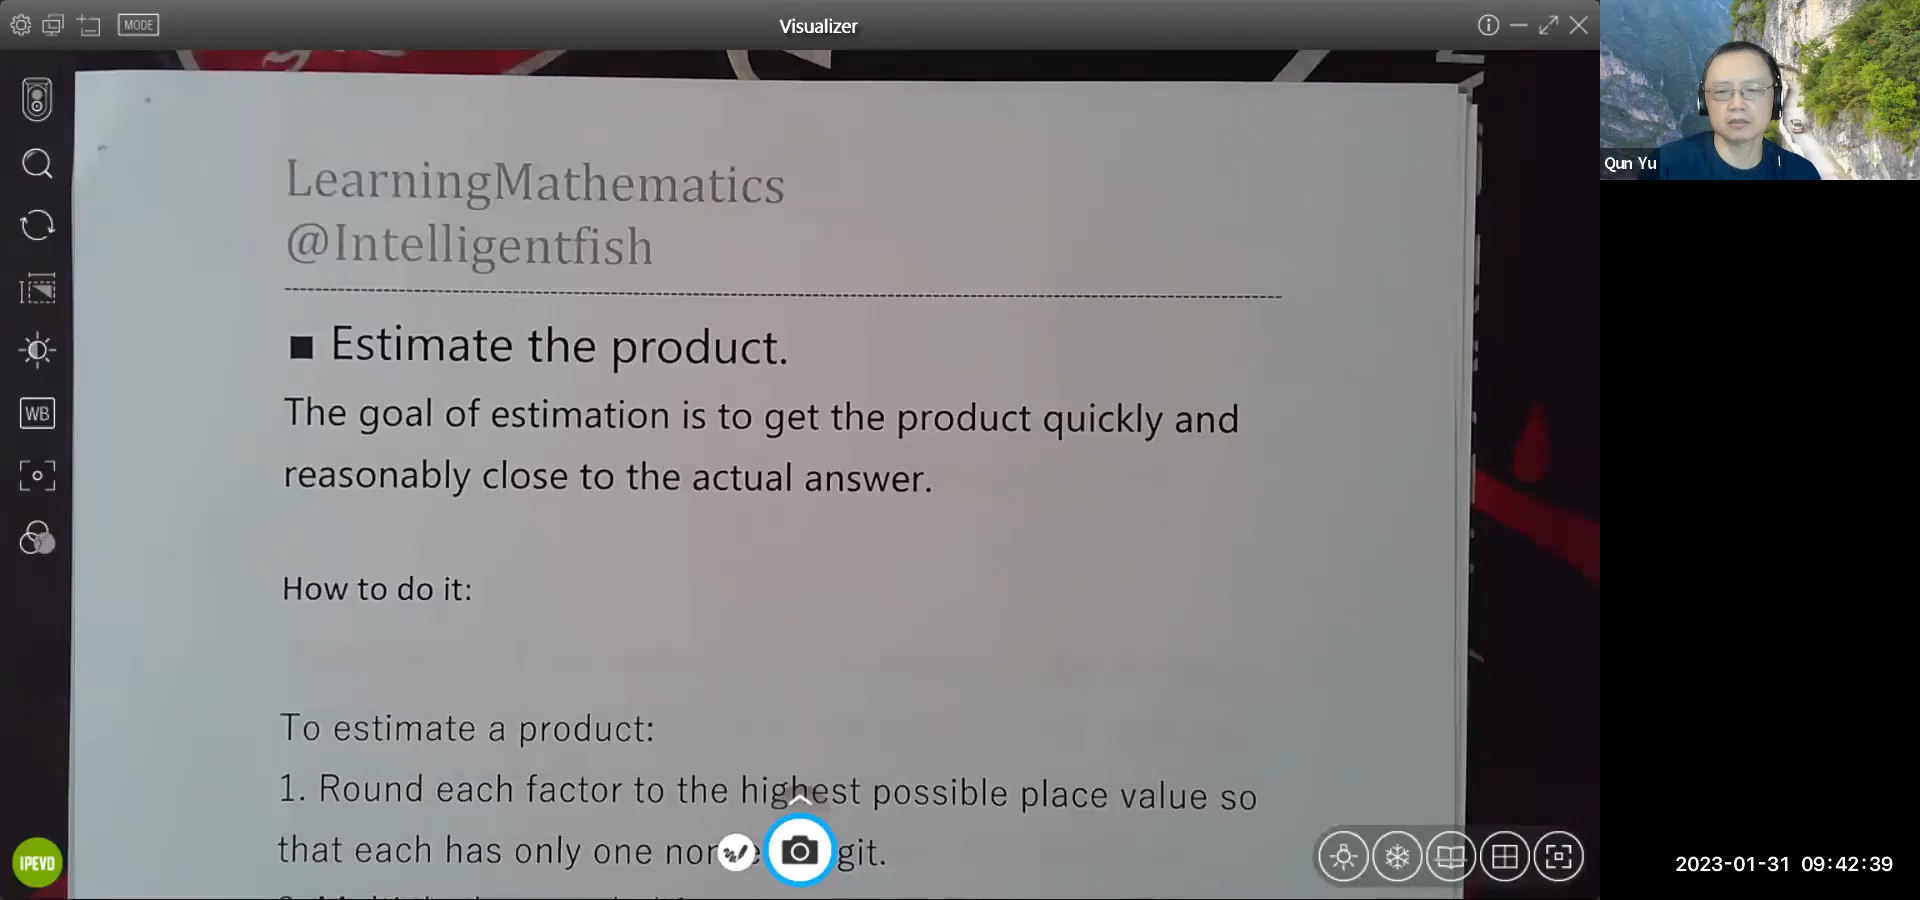 MODE
Visualizer
Qun Yu
WB
LearningMathematics
@Intelligentfish
■ Estimate the product.
The goal of estimation is to get the product quickly and
reasonably close to the actual answer.
How to do it:
To estimate a product:
1. Round each factor to the highest possible place value so
that each has only one
IPEVO
2023-01-31 09:42:39